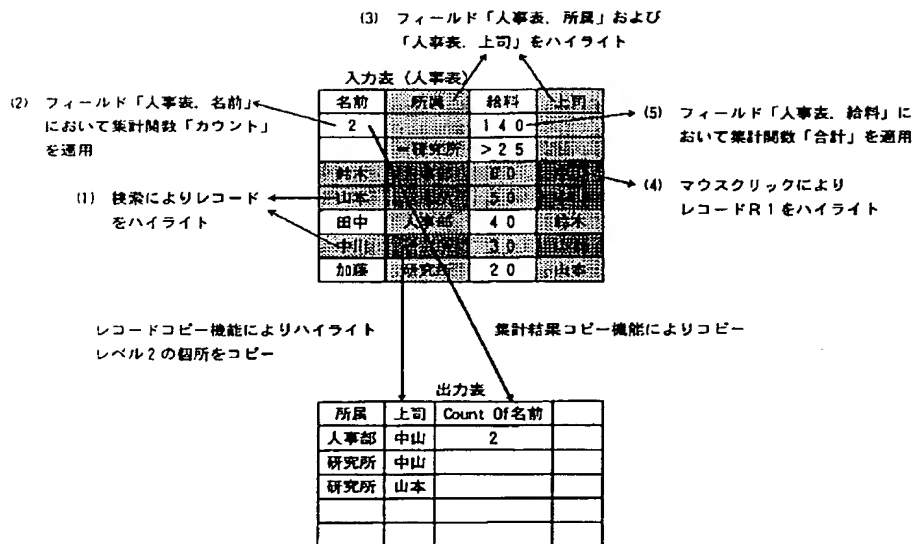 (3) フィールド「人事表．所属」および
「人事表．上司」をハイライト
入力表（人事表）
(2) フィールド「人事表．名前」
において集計関数「カウント」
を適用
(1) 検索によりレコード
をハイライト
名前 所属 給料 上司
2 140
=研究所 >25
鈴木 人事部 60
山本 50
田中 人事部 40 鈴木
中川 30
加藤 研究所 20 山本
(5) フィールド「人事表．給料」に
おいて集計関数「合計」を適用
(4) マウスクリックにより
レコードR1をハイライト
レコードコピー機能によりハイライト
レベル2の個所をコピー
集計結果コピー機能によりコピー
出力表
所属 上司 Count Of名前
人事部 中山 2
研究所 中山
研究所 山本